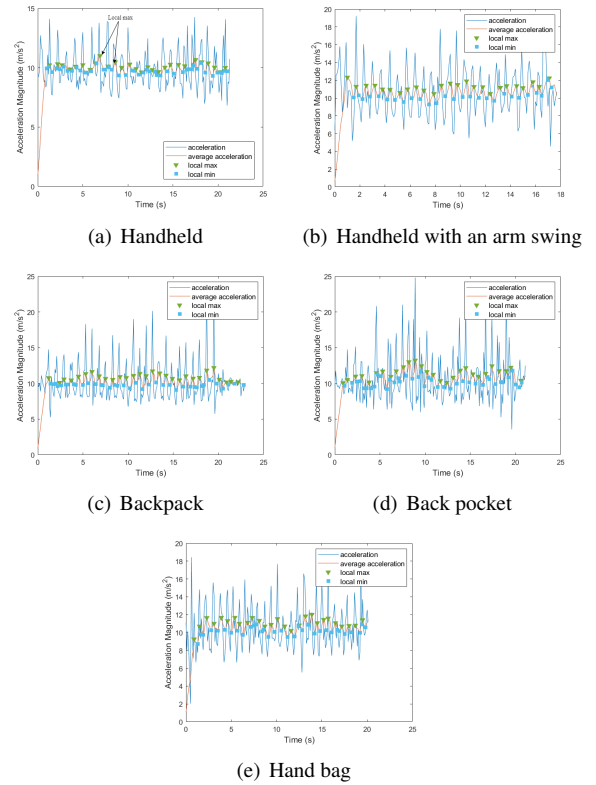 Local max
15
10
5
0
Acceleration Magnitude (m/s²)
acceleration
average acceleration
local max
local min
0 5 10 15 20 25
Time (s)
(a) Handheld
20
18
16
14
12
10
8
6
4
2
0
Acceleration Magnitude (m/s²)
acceleration
average acceleration
local max
local min
0 2 4 6 8 10 12 14 16 18
Time (s)
(b) Handheld with an arm swing
25
20
15
10
5
0
Acceleration Magnitude (m/s²)
acceleration
average acceleration
local max
local min
0 5 10 15 20 25
Time (s)
(c) Backpack
25
20
15
10
5
0
Acceleration Magnitude (m/s²)
acceleration
average acceleration
local max
local min
0 5 10 15 20 25
Time (s)
(d) Back pocket
20
18
16
14
12
10
8
6
4
2
0
Acceleration Magnitude (m/s²)
acceleration
average acceleration
local max
local min
0 5 10 15 20 25
Time (s)
(e) Hand bag